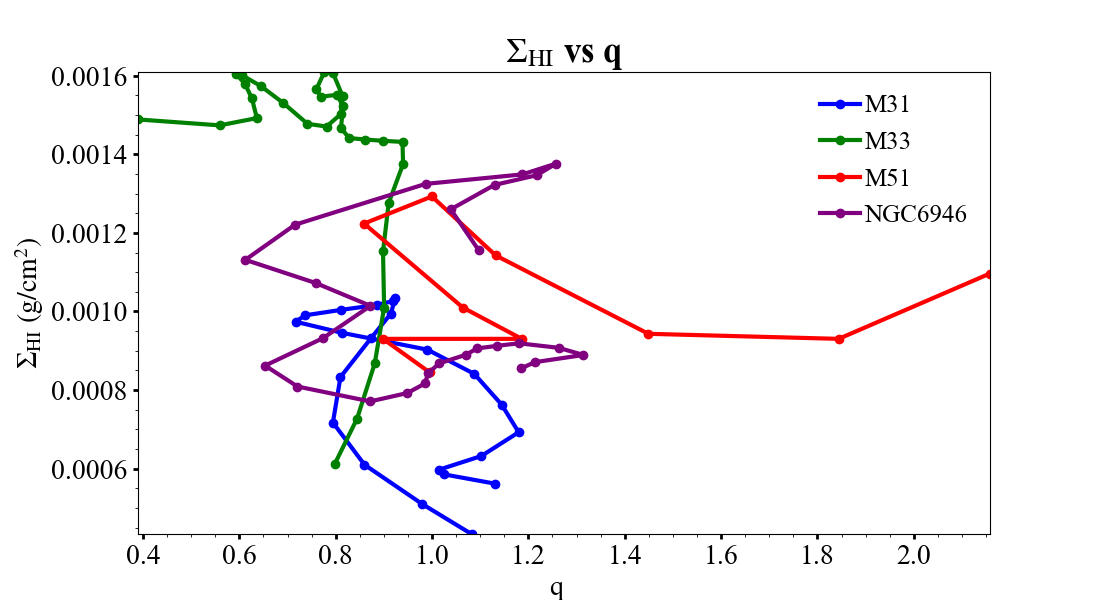 Σ_HI vs q
0.0016
0.0014
0.0012
0.0010
0.0008
0.0006
Σ_HI (g/cm²)
M31
M33
M51
NGC6946
0.4 0.6 0.8 1.0 1.2 1.4 1.6 1.8 2.0
q